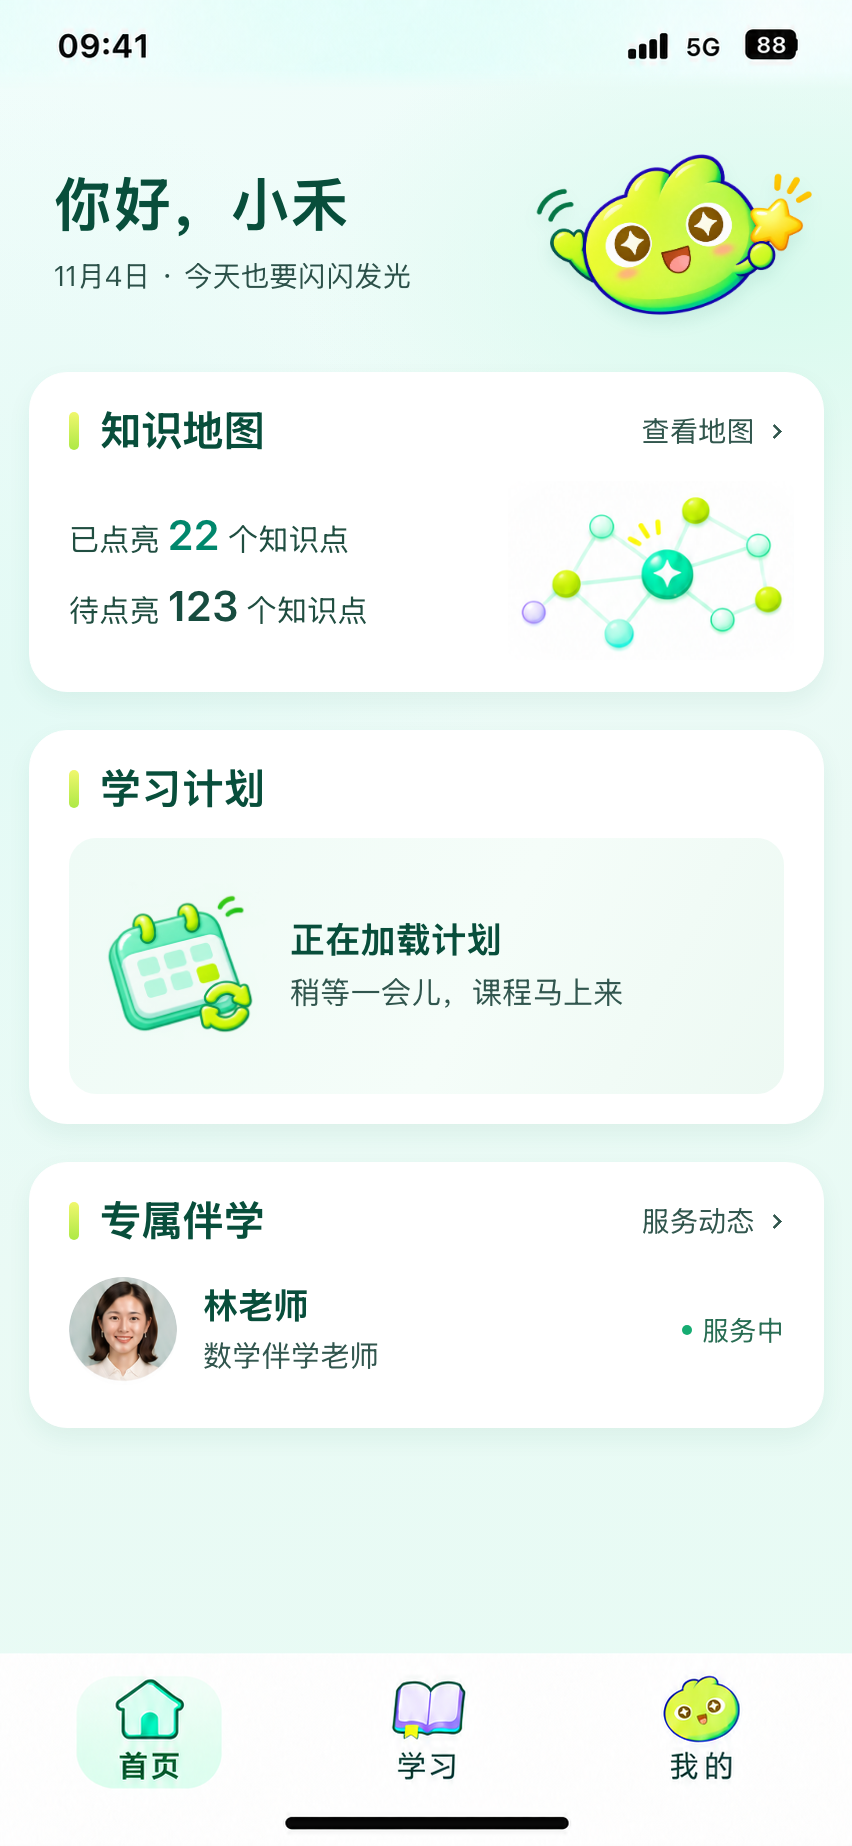 09:41
5G
88
你好，小禾
11月4日 · 今天也要闪闪发光
知识地图
查看地图 >
已点亮 22 个知识点
待点亮 123 个知识点
学习计划
正在加载计划
稍等一会儿，课程马上来
专属伴学
服务动态 >
林老师
数学伴学老师
服务中
首页
学习
我的